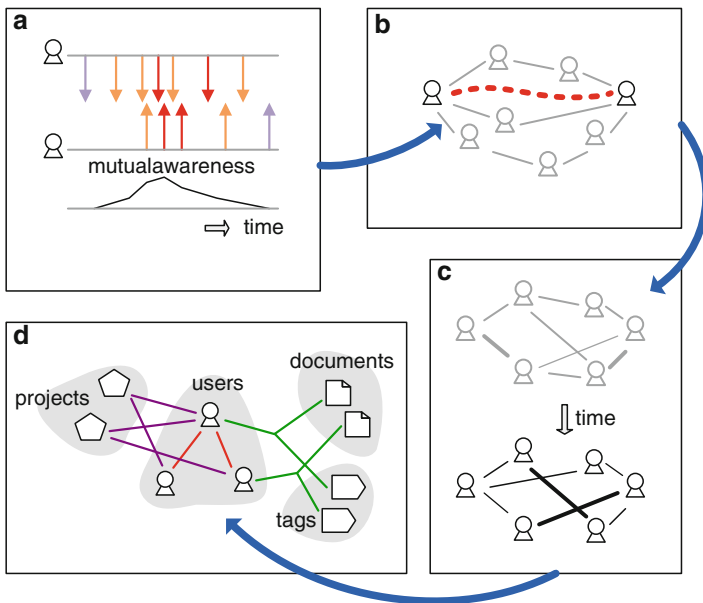 a
mutualawareness
time
b
c
time
d
projects
users
documents
tags